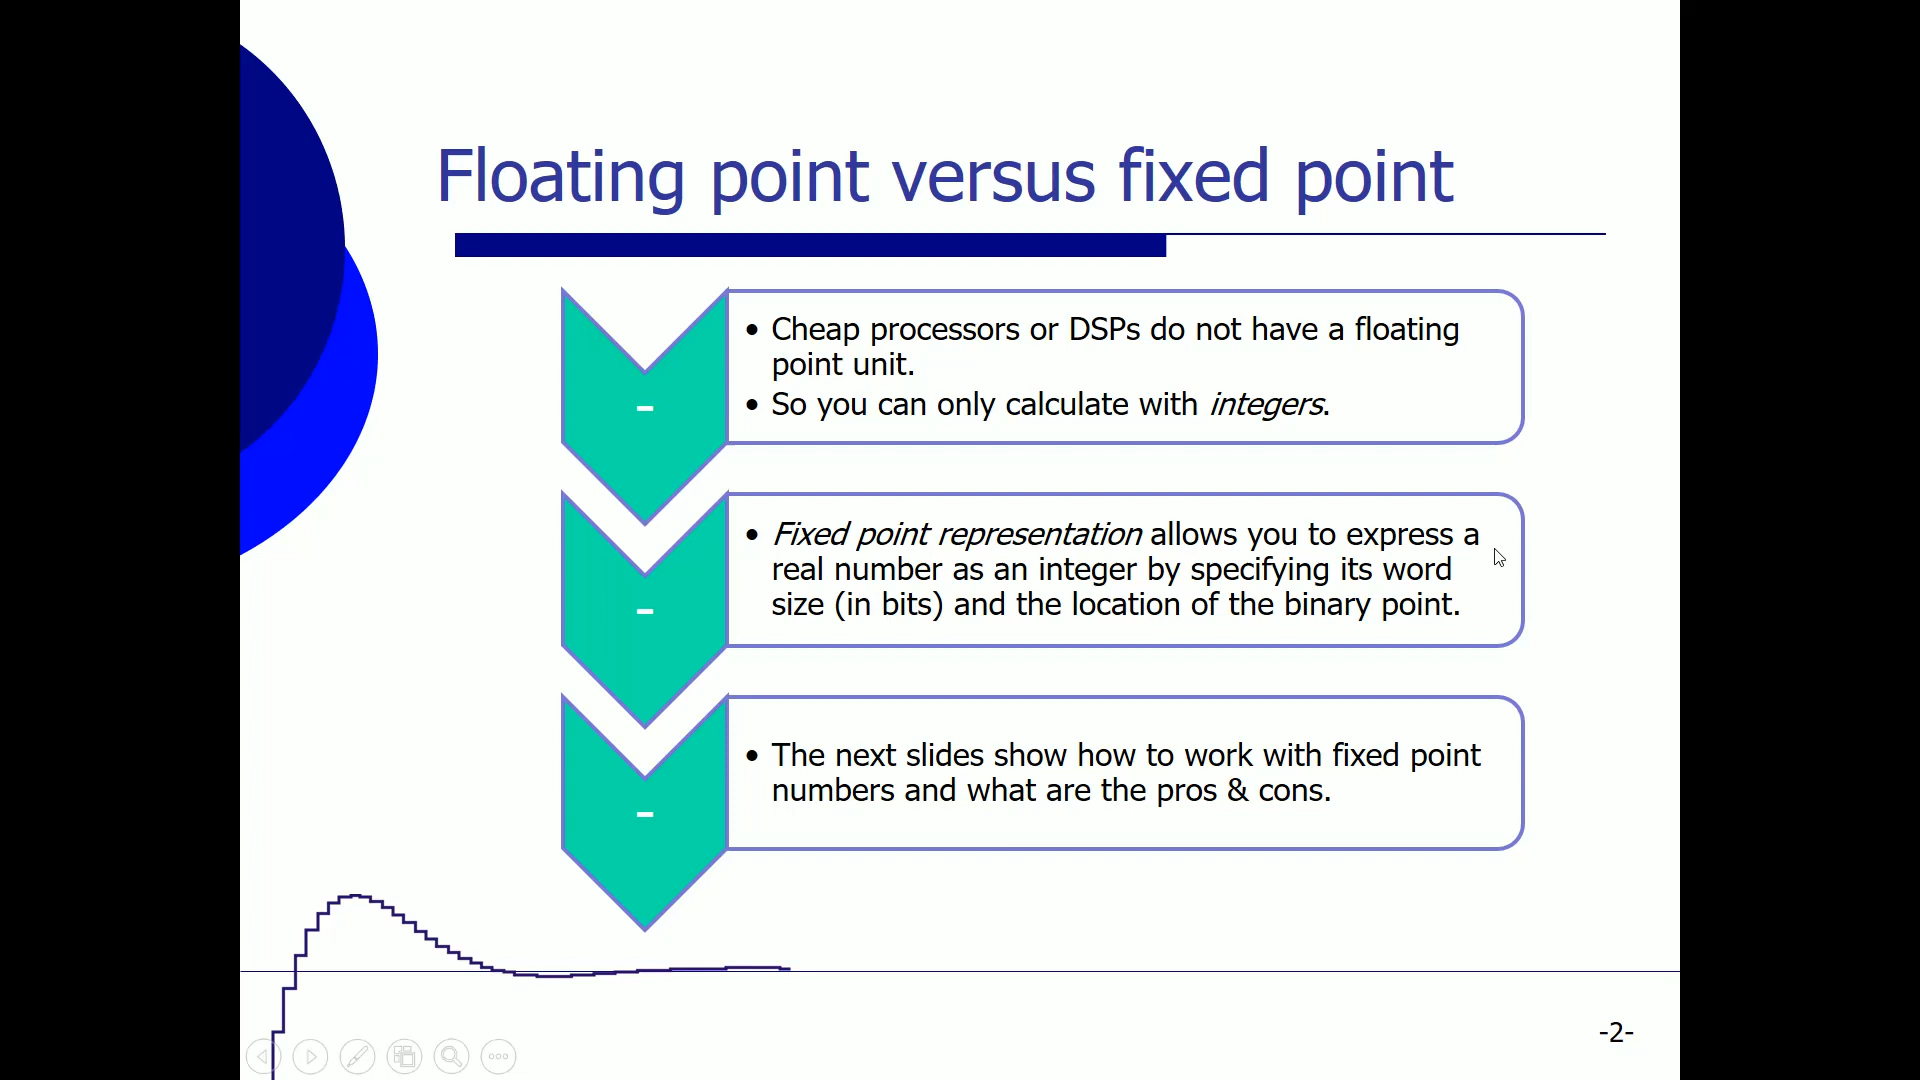 Floating point versus fixed point
-
• Cheap processors or DSPs do not have a floating
point unit.
• So you can only calculate with integers.
-
• Fixed point representation allows you to express a
real number as an integer by specifying its word
size (in bits) and the location of the binary point.
-
• The next slides show how to work with fixed point
numbers and what are the pros & cons.
-2-